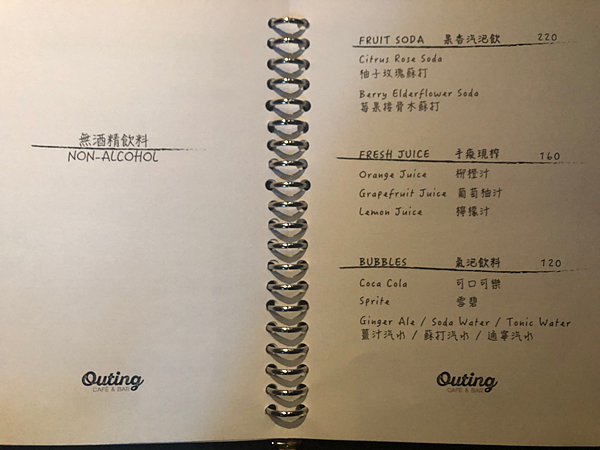 無酒精飲料
NON-ALCOHOL
Outing
CAFE & BAR
FRUIT SODA 果香汽泡飲 220
Citrus Rose Soda
柚子玫瑰蘇打
Berry Elderflower Soda
莓果接骨木蘇打
FRESH JUICE 手痠現榨 160
Orange Juice 柳橙汁
Grapefruit Juice 葡萄柚汁
Lemon Juice 檸檬汁
BUBBLES 氣泡飲料 120
Coca Cola 可口可樂
Sprite 雪碧
Ginger Ale / Soda Water / Tonic Water
薑汁汽水 / 蘇打汽水 / 通寧汽水
Outing
CAFE & BAR